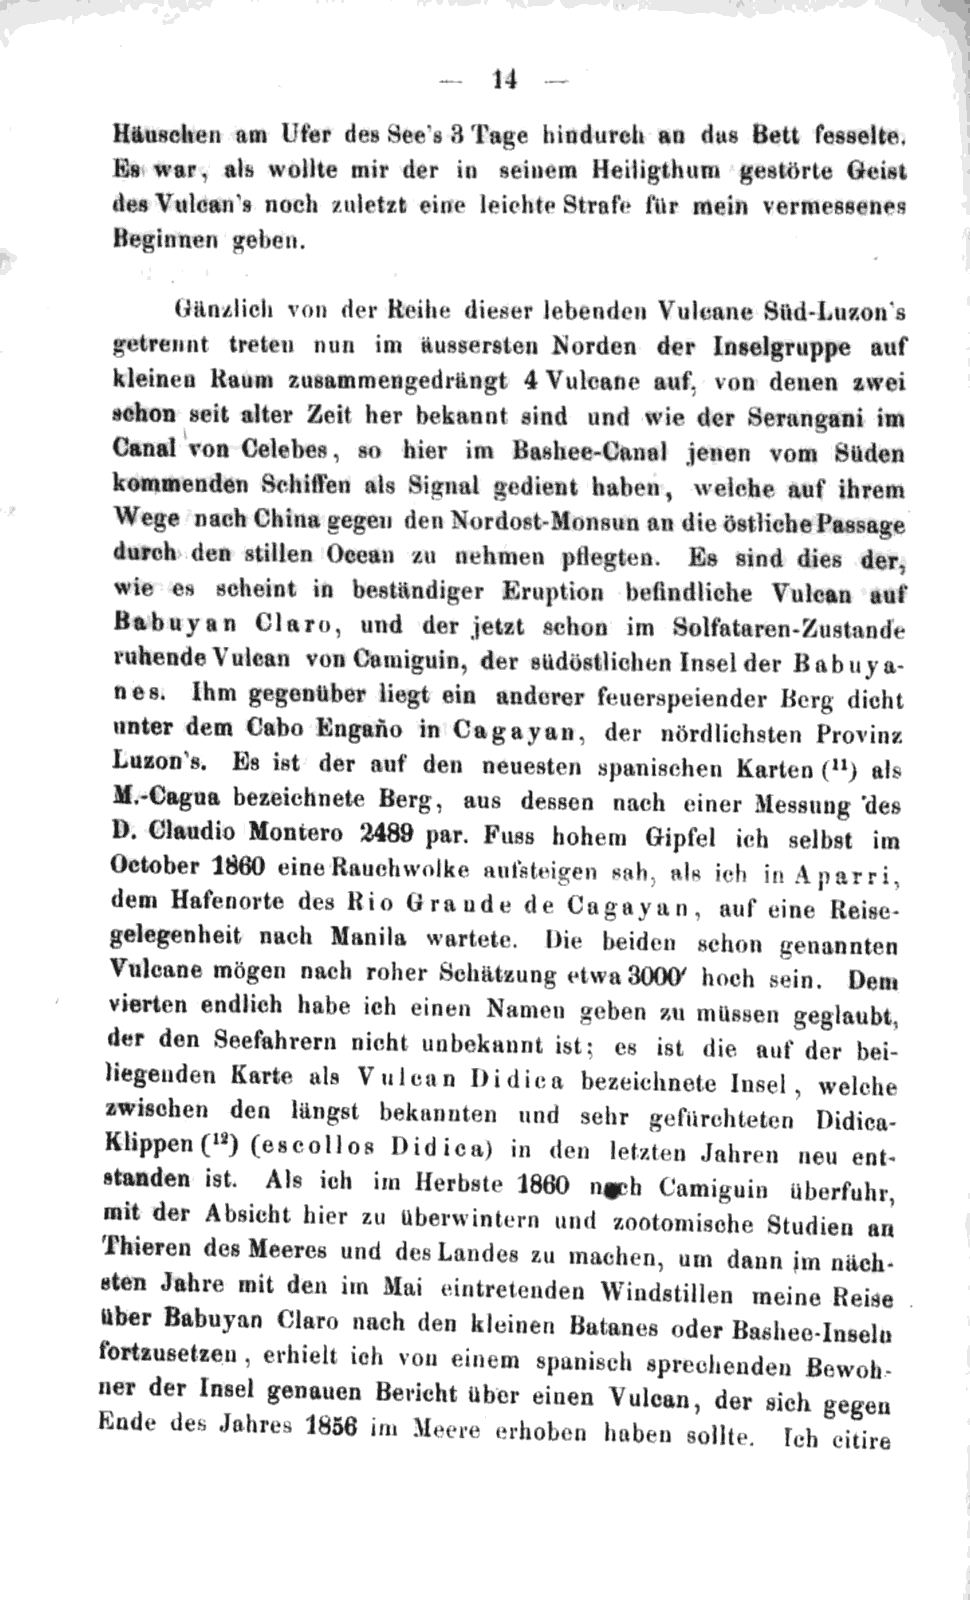 — 14 —
Häuschen am Ufer des See's 3 Tage hindurch an das Bett fesselte.
Es war, als wollte mir der in seinem Heiligthum gestörte Geist
des Vulcan's noch zuletzt eine leichte Strafe für mein vermessenes
Beginnen geben.
Gänzlich von der Reihe dieser lebenden Vulcane Süd-Luzon's
getrennt treten nun im äussersten Norden der Inselgruppe auf
kleinen Raum zusammengedrängt 4 Vulcane auf, von denen zwei
schon seit alter Zeit her bekannt sind und wie der Serangani im
Canal von Celebes, so hier im Bashee-Canal jenen vom Süden
kommenden Schiffen als Signal gedient haben, welche auf ihrem
Wege nach China gegen den Nordost-Monsun an die östliche Passage
durch den stillen Ocean zu nehmen pflegten. Es sind dies der,
wie es scheint in beständiger Eruption befindliche Vulcan auf
Babuyan Claro, und der jetzt schon im Solfataren-Zustande
ruhende Vulcan von Camiguin, der südöstlichen Insel der Babuya-
nes. Ihm gegenüber liegt ein anderer feuerspeiender Berg dicht
unter dem Cabo Engaño in Cagayan, der nördlichsten Provinz
Luzon's. Es ist der auf den neuesten spanischen Karten (¹¹) als
M.-Cagua bezeichnete Berg, aus dessen nach einer Messung des
D. Claudio Montero 2489 par. Fuss hohem Gipfel ich selbst im
October 1860 eine Rauchwolke aufsteigen sah, als ich in Aparri,
dem Hafenorte des Rio Grande de Cagayan, auf eine Reise-
gelegenheit nach Manila wartete. Die beiden schon genannten
Vulcane mögen nach roher Schätzung etwa 3000′ hoch sein. Dem
vierten endlich habe ich einen Namen geben zu müssen geglaubt,
der den Seefahrern nicht unbekannt ist; es ist die auf der bei-
liegenden Karte als Vulcan Didica bezeichnete Insel, welche
zwischen den längst bekannten und sehr gefürchteten Didica-
Klippen (¹²) (escollos Didica) in den letzten Jahren neu ent-
standen ist. Als ich im Herbste 1860 nach Camiguin überfuhr,
mit der Absicht hier zu überwintern und zootomische Studien an
Thieren des Meeres und des Landes zu machen, um dann im näch-
sten Jahre mit den im Mai eintretenden Windstillen meine Reise
über Babuyan Claro nach den kleinen Batanes oder Bashee-Inseln
fortzusetzen, erhielt ich von einem spanisch sprechenden Bewoh-
ner der Insel genauen Bericht über einen Vulcan, der sich gegen
Ende des Jahres 1856 im Meere erhoben haben sollte. Ich citire